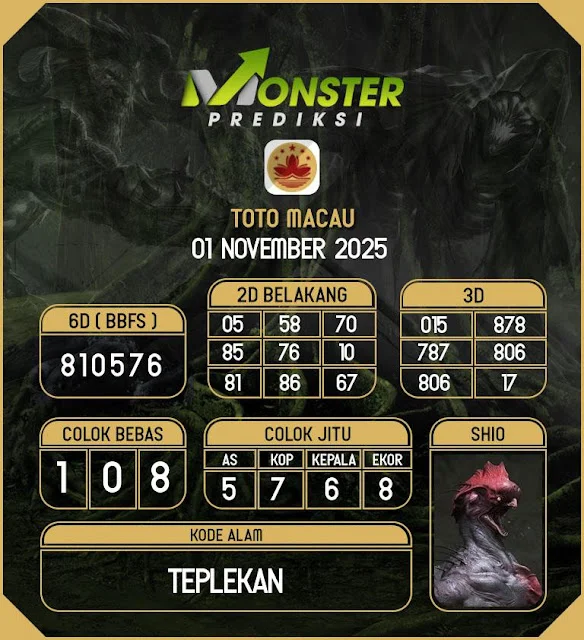 MONSTER
PREDIKSI
TOTO MACAU
01 NOVEMBER 2025
6D ( BBFS )
810576
2D BELAKANG
05 58 70
85 76 10
81 86 67
3D
015 878
787 806
806 17
COLOK BEBAS
1 0 8
COLOK JITU
AS KOP KEPALA EKOR
5 7 6 8
SHIO
KODE ALAM
TEPLEKAN